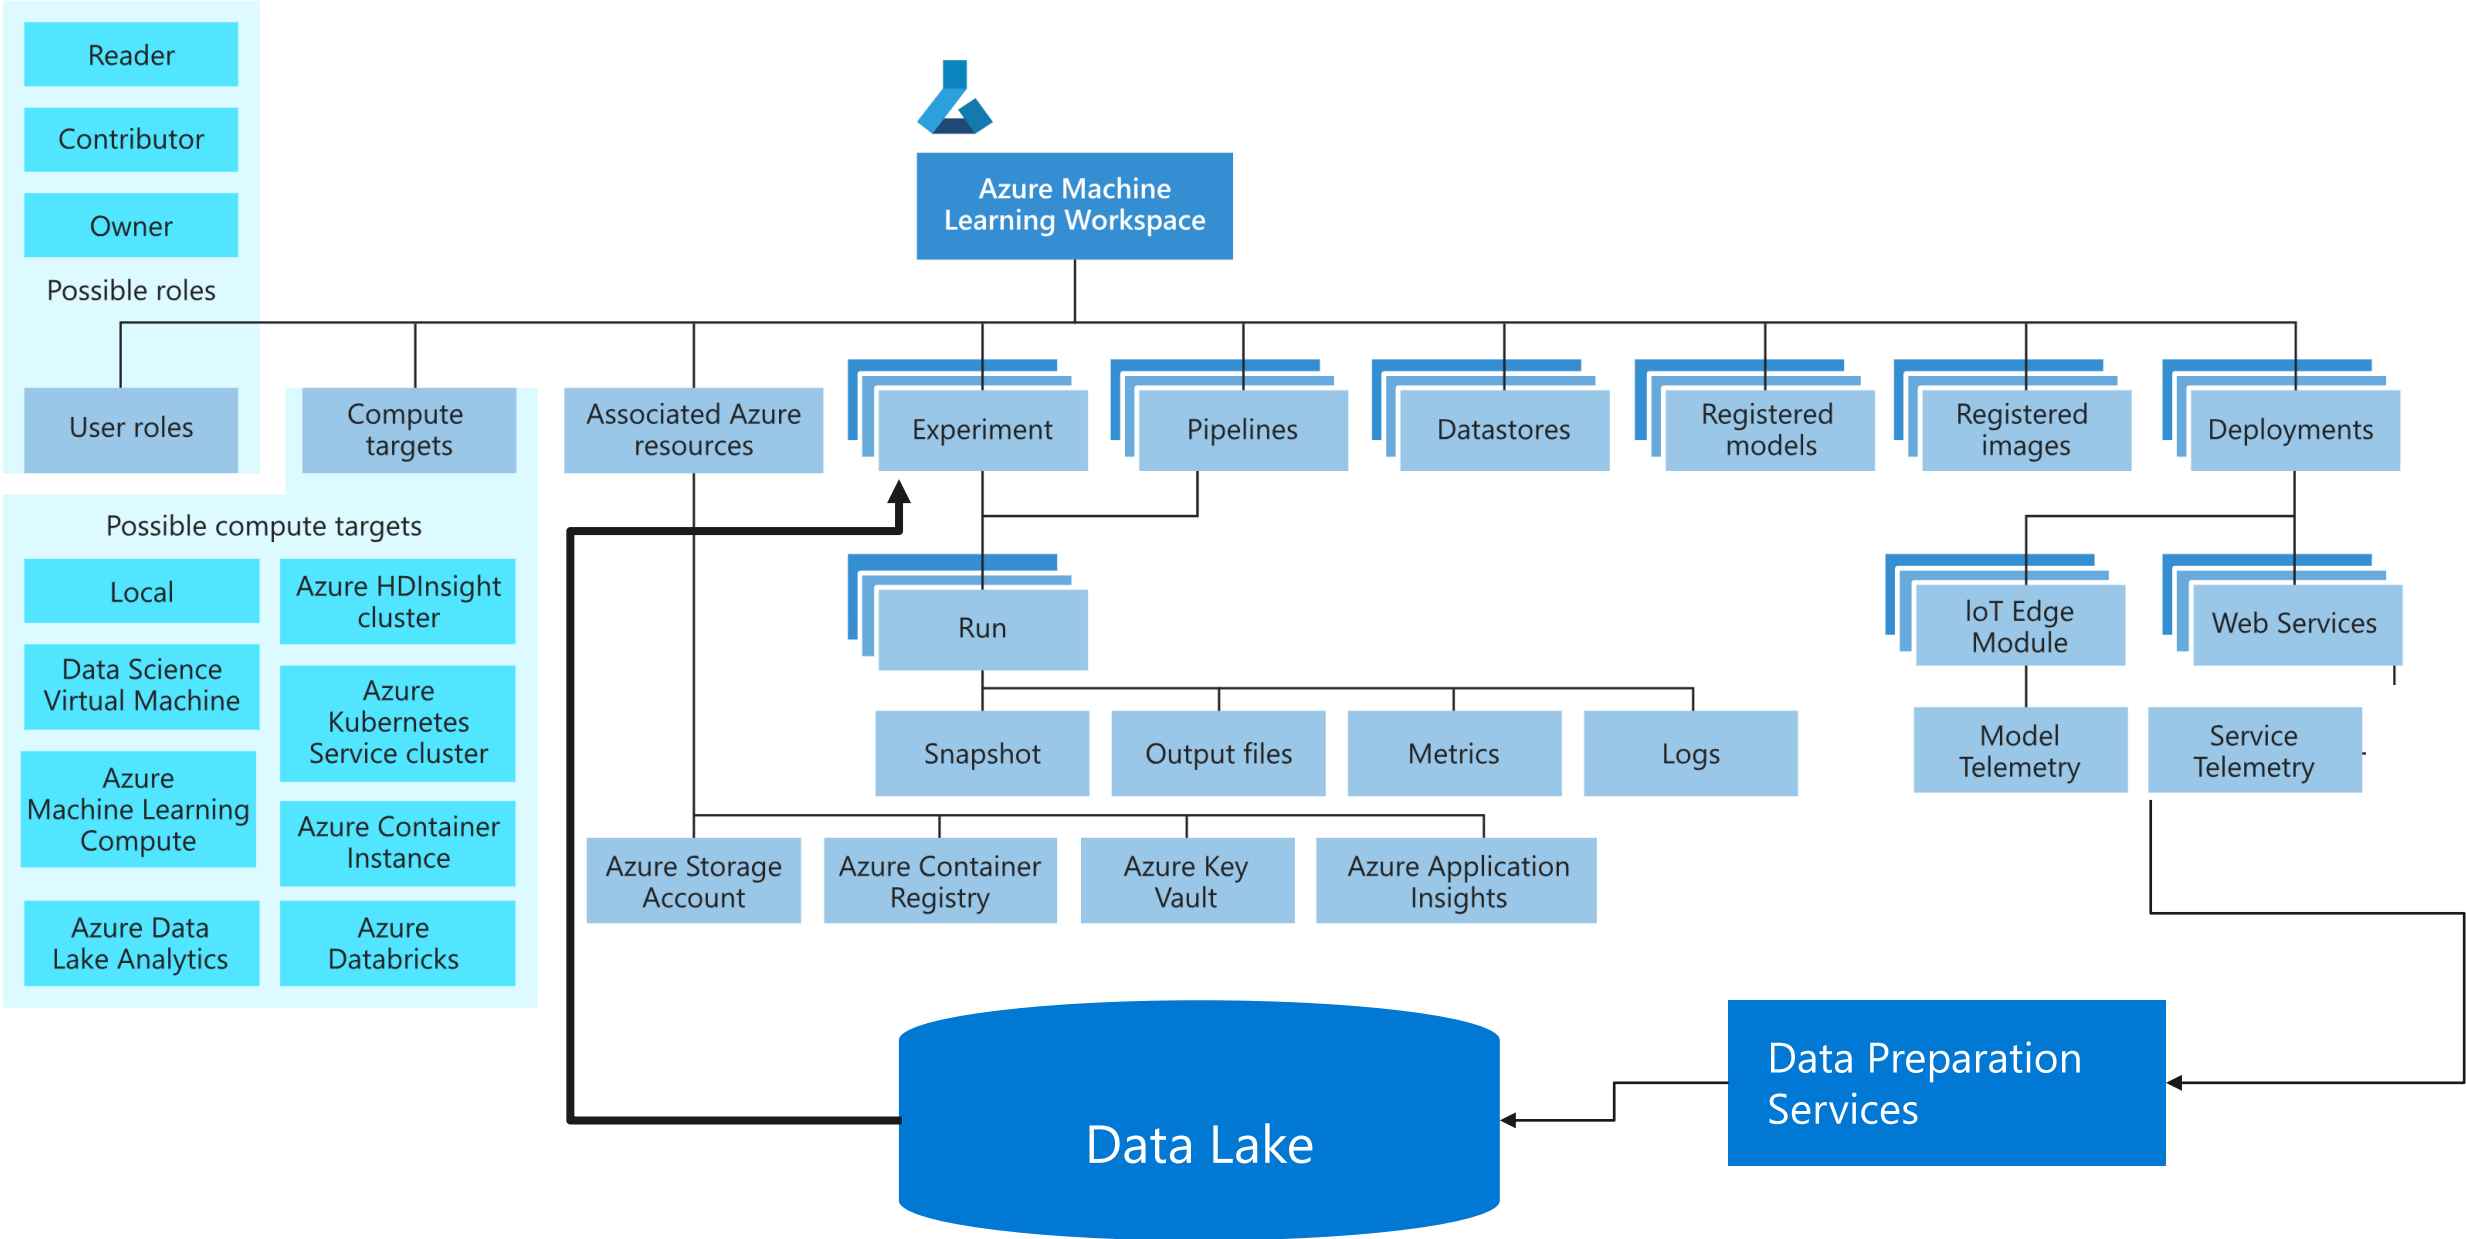 Reader
Contributor
Owner
Possible roles
Azure Machine
Learning Workspace
User roles
Compute
targets
Associated Azure
resources
Experiment
Pipelines
Datastores
Registered
models
Registered
images
Deployments
Possible compute targets
Local
Azure HDInsight
cluster
Data Science
Virtual Machine
Azure
Kubernetes
Service cluster
Azure
Machine Learning
Compute
Azure Container
Instance
Azure Data
Lake Analytics
Azure
Databricks
Run
IoT Edge
Module
Web Services
Snapshot
Output files
Metrics
Logs
Model
Telemetry
Service
Telemetry
Azure Storage
Account
Azure Container
Registry
Azure Key
Vault
Azure Application
Insights
Data Lake
Data Preparation
Services